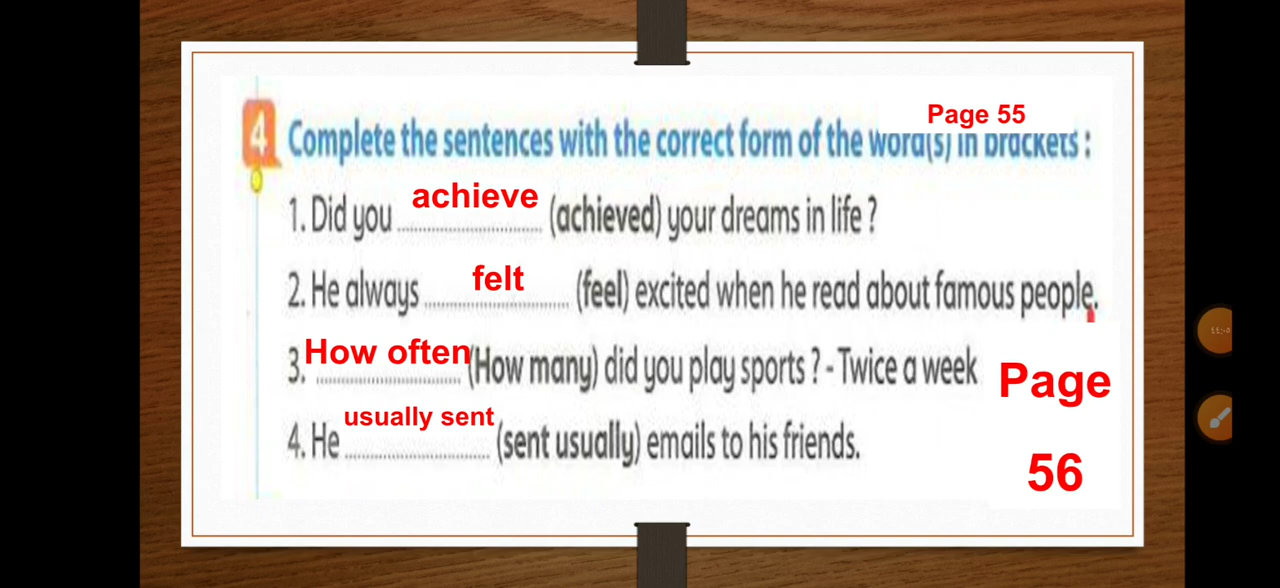 Page 55
4 Complete the sentences with the correct form of the word(s) in brackets :
1. Did you achieve (achieved) your dreams in life ?
2. He always felt (feel) excited when he read about famous people.
3. How often (How many) did you play sports ? - Twice a week
4. He usually sent (sent usually) emails to his friends.
Page
56